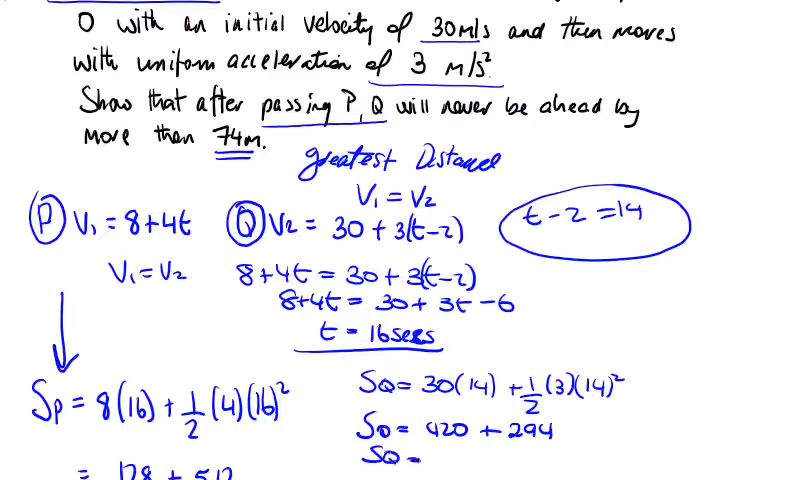 O with an initial velocity of 30m/s and then moves
with uniform acceleration of 3 m/s².
Show that after passing P, Q will never be ahead by
more then 74m.
greatest Distance
V₁ = V₂
P V₁ = 8+4t Q V₂ = 30 + 3(t-2) t-2 = 14
V₁ = V₂ 8+4t = 30+3(t-2)
8+4t = 30+3t-6
t = 16secs
Sp = 8(16) + 1/2 (4)(16)² SQ = 30(14) + 1/2 (3)(14)²
SQ = 420 + 294
SQ =
= 128 + 512